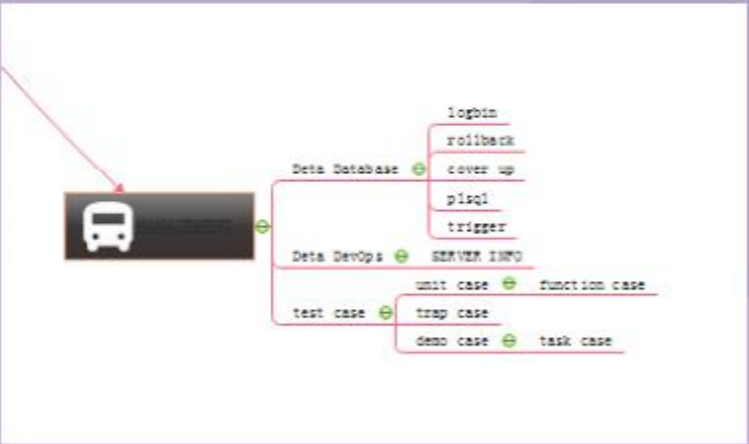 logbin
rollback
Deta Database
cover up
plsql
trigger
Deta DevOps
SERVER INFO
unit case
function case
test case
trap case
demo case
task case